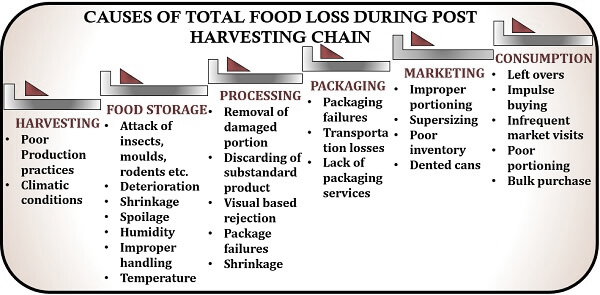 CAUSES OF TOTAL FOOD LOSS DURING POST
HARVESTING CHAIN
HARVESTING
• Poor
Production
practices
• Climatic
conditions
FOOD STORAGE
• Attack of
insects,
moulds,
rodents etc.
• Deterioration
• Shrinkage
• Spoilage
• Humidity
• Improper
handling
• Temperature
PROCESSING
• Removal of
damaged
portion
• Discarding of
substandard
product
• Visual based
rejection
• Package
failures
• Shrinkage
PACKAGING
• Packaging
failures
• Transporta
tion losses
• Lack of
packaging
services
MARKETING
• Improper
portioning
• Supersizing
• Poor
inventory
• Dented cans
CONSUMPTION
• Left overs
• Impulse
buying
• Infrequent
market visits
• Poor
portioning
• Bulk purchase